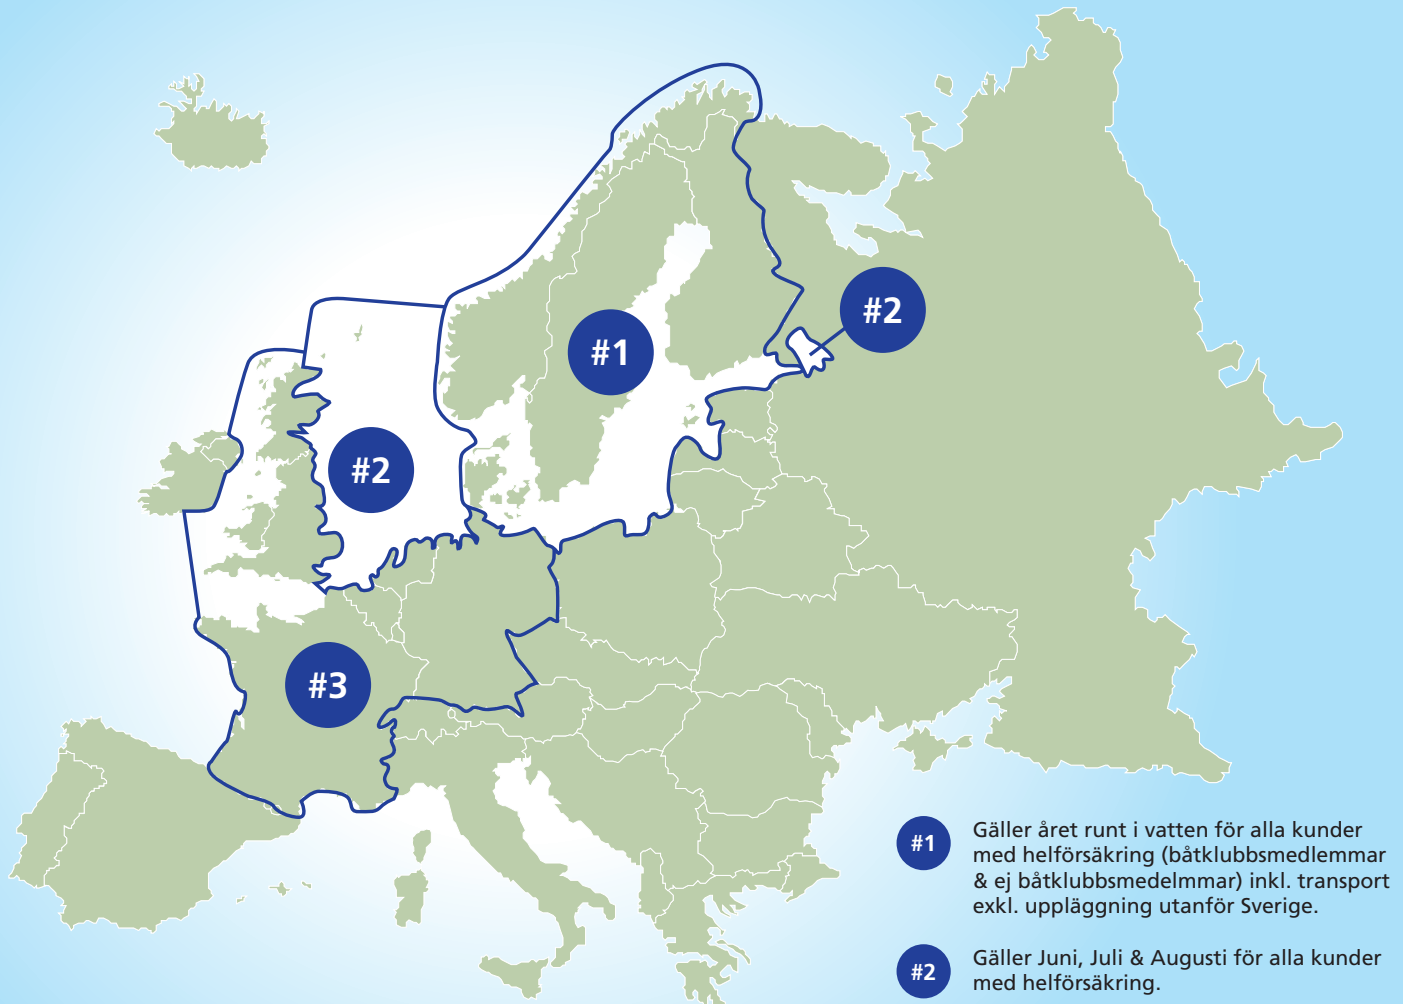 #2
#1
#2
#3
#1
Gäller året runt i vatten för alla kunder
med helförsäkring (båtklubbsmedlemmar
& ej båtklubbsmedelmmar) inkl. transport
exkl. uppläggning utanför Sverige.
#2
Gäller Juni, Juli & Augusti för alla kunder
med helförsäkring.